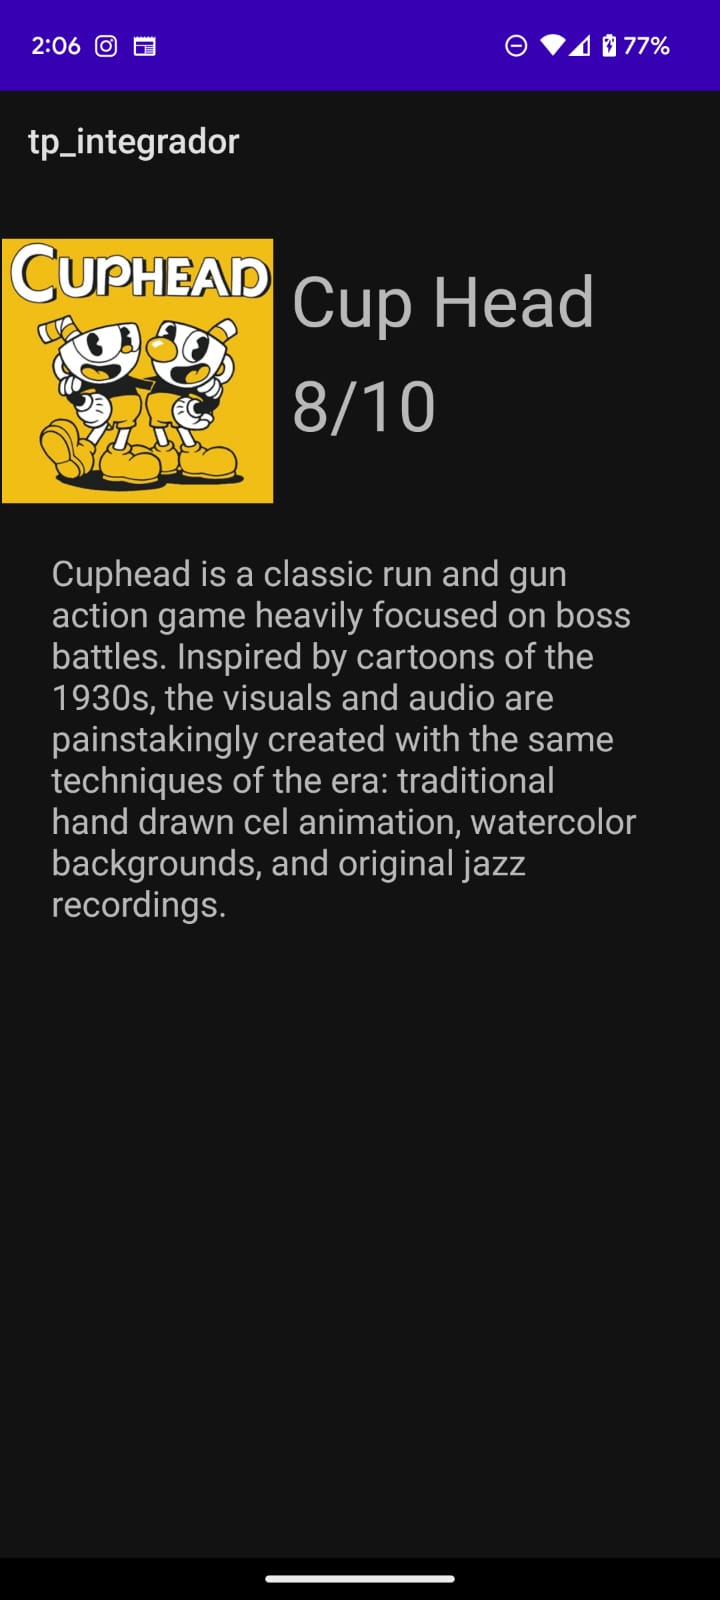 2:06
77%
tp_integrador
CUPHEAD
Cup Head
8/10
Cuphead is a classic run and gun
action game heavily focused on boss
battles. Inspired by cartoons of the
1930s, the visuals and audio are
painstakingly created with the same
techniques of the era: traditional
hand drawn cel animation, watercolor
backgrounds, and original jazz
recordings.